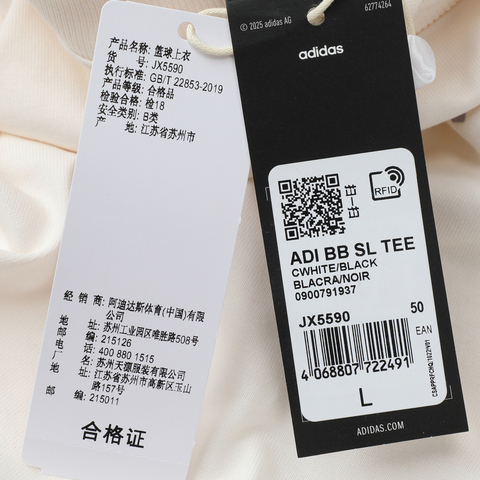 产品名称: 篮球上衣
货 号: JX5590
执行标准: GB/T 22853-2019
产品等级: 合格品
检验合格: 检18
安全类别: B类
产 地: 江苏省苏州市
经 销 商: 阿迪达斯体育(中国)有限
公司
地 址: 苏州工业园区唯胜路508号
邮 编: 215126
电 话: 400 880 1515
厂 名: 苏州天源服装有限公司
地 址: 江苏省苏州市高新区玉山
路157号
邮 编: 215011
合格证
© 2025 adidas AG
62774264
adidas
RFID
ADI BB SL TEE
CWHITE/BLACK
BLACRA/NOIR
0900791937
JX5590
50
EAN
4 068807 722491
L
ADIDAS.COM